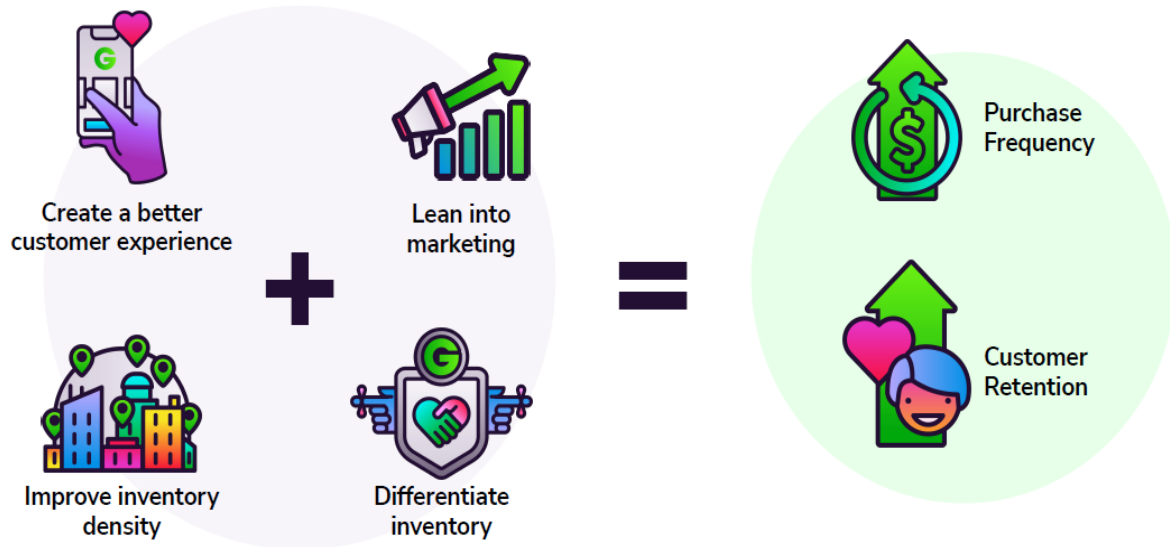 G
Create a better
customer experience
Lean into
marketing
+
=
G
Improve inventory
density
Differentiate
inventory
$
Purchase
Frequency
Customer
Retention